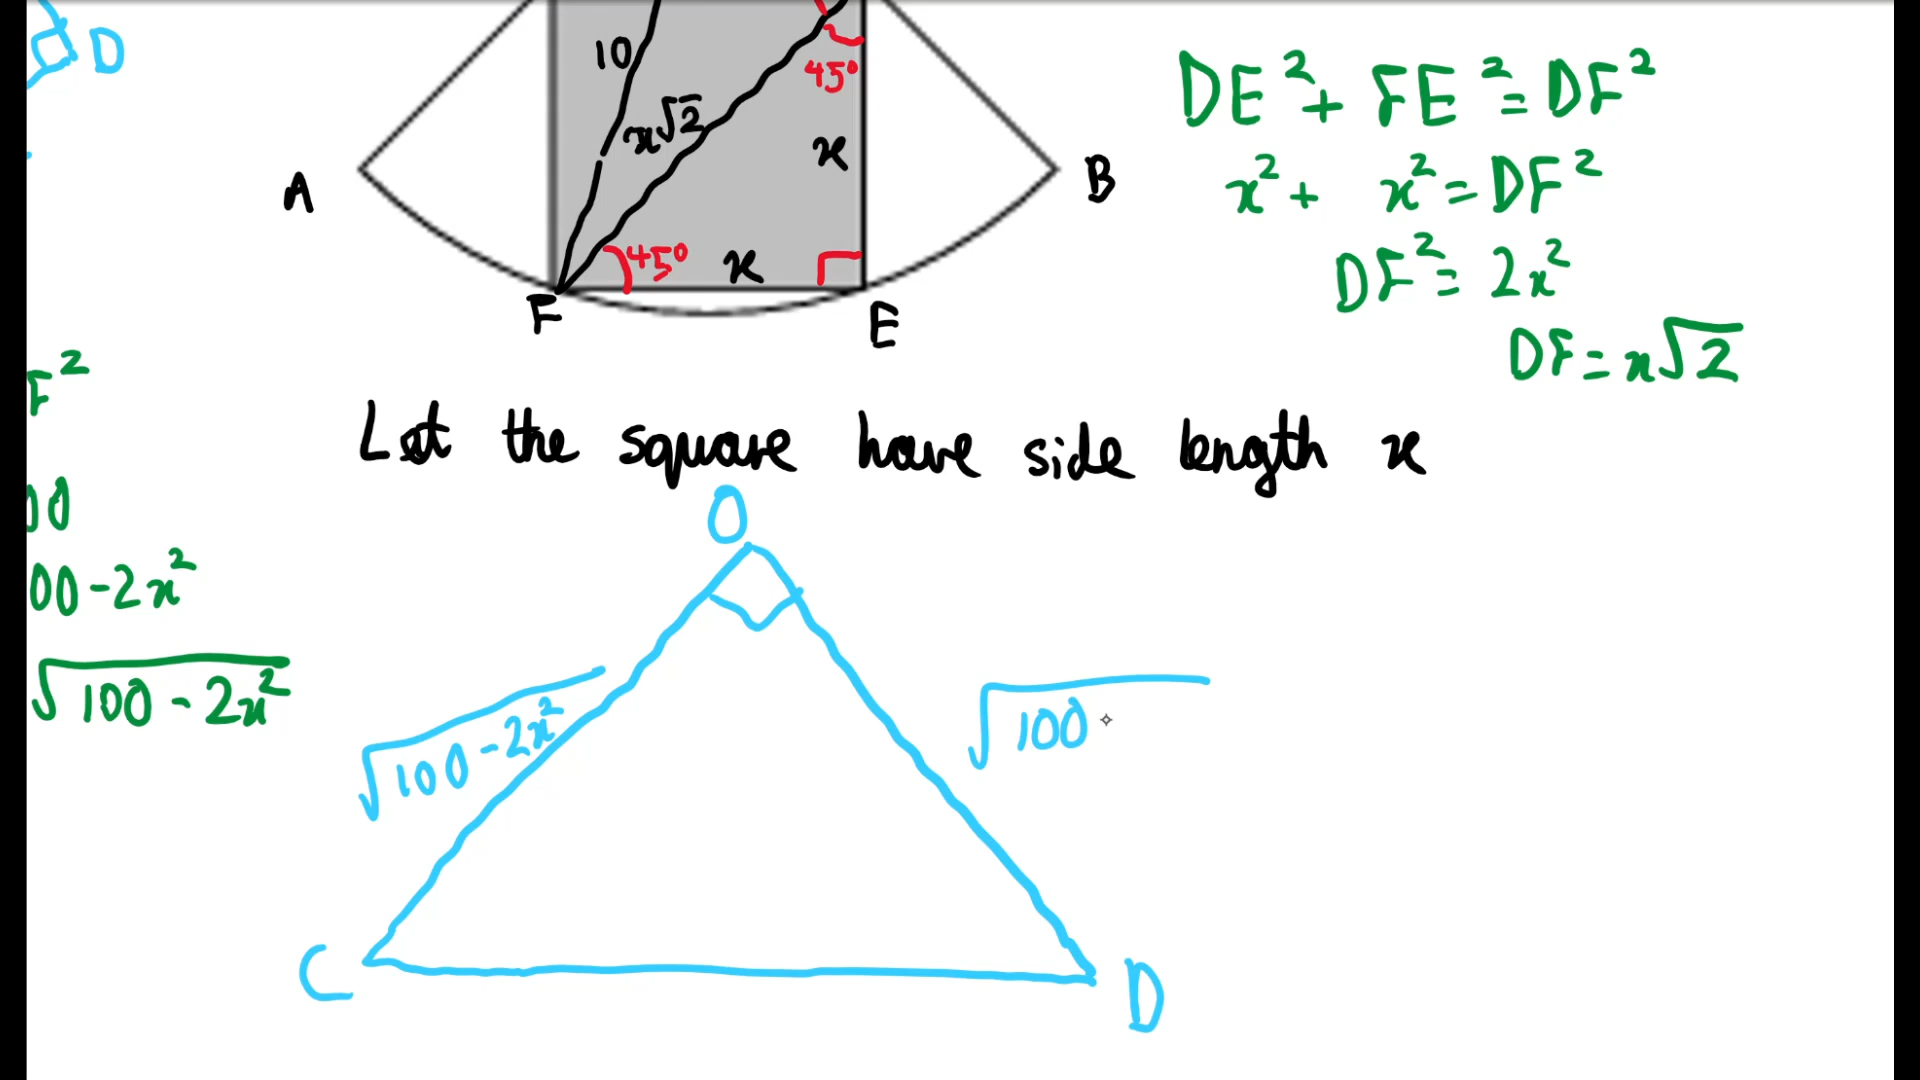 D
10
x√2
45°
x
A
B
45°
x
F
E
DE² + FE² = DF²
x² + x² = DF²
DF² = 2x²
DF = x√2
F²
00
00 - 2x²
√100 - 2x²
Let the square have side length x
O
√100 - 2x²
√100
C
D